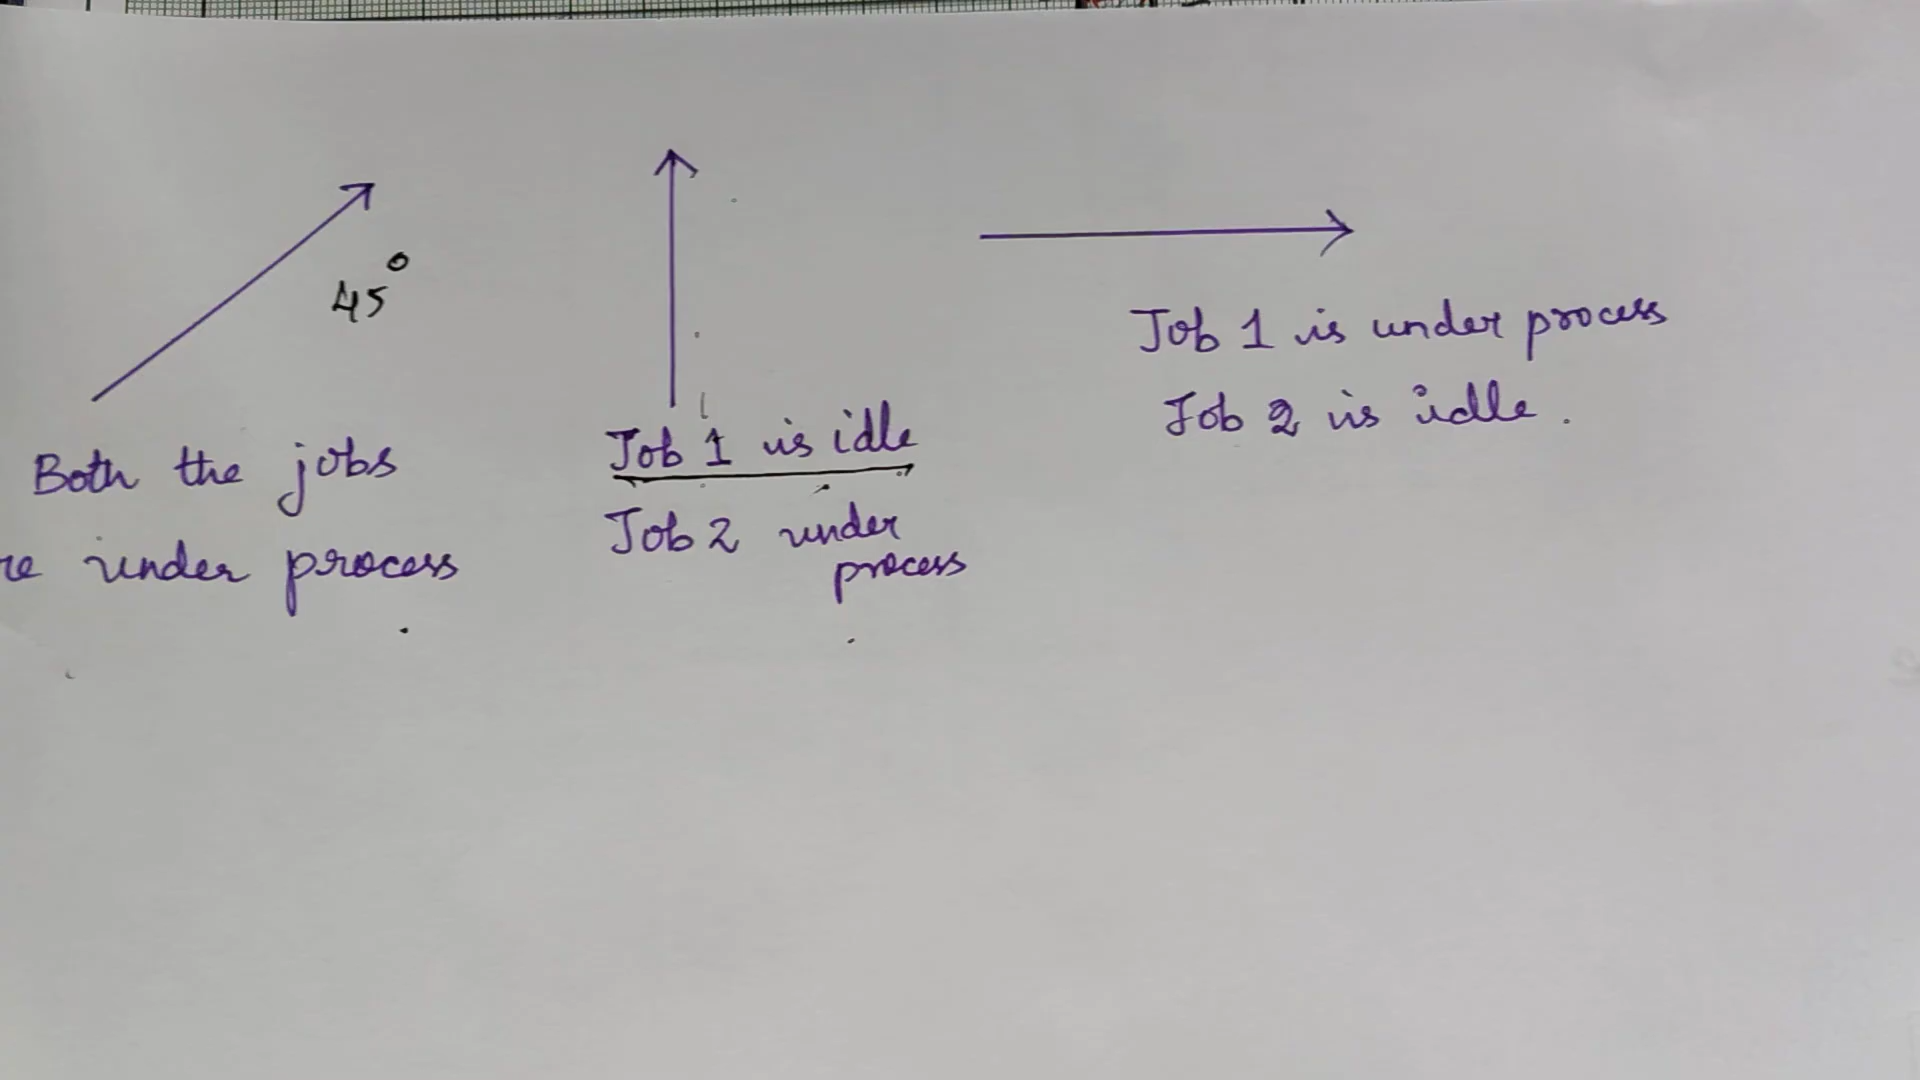 45°
Both the jobs
re under process
Job 1 is idle
Job 2 under
process
Job 1 is under process
Job 2 is idle.